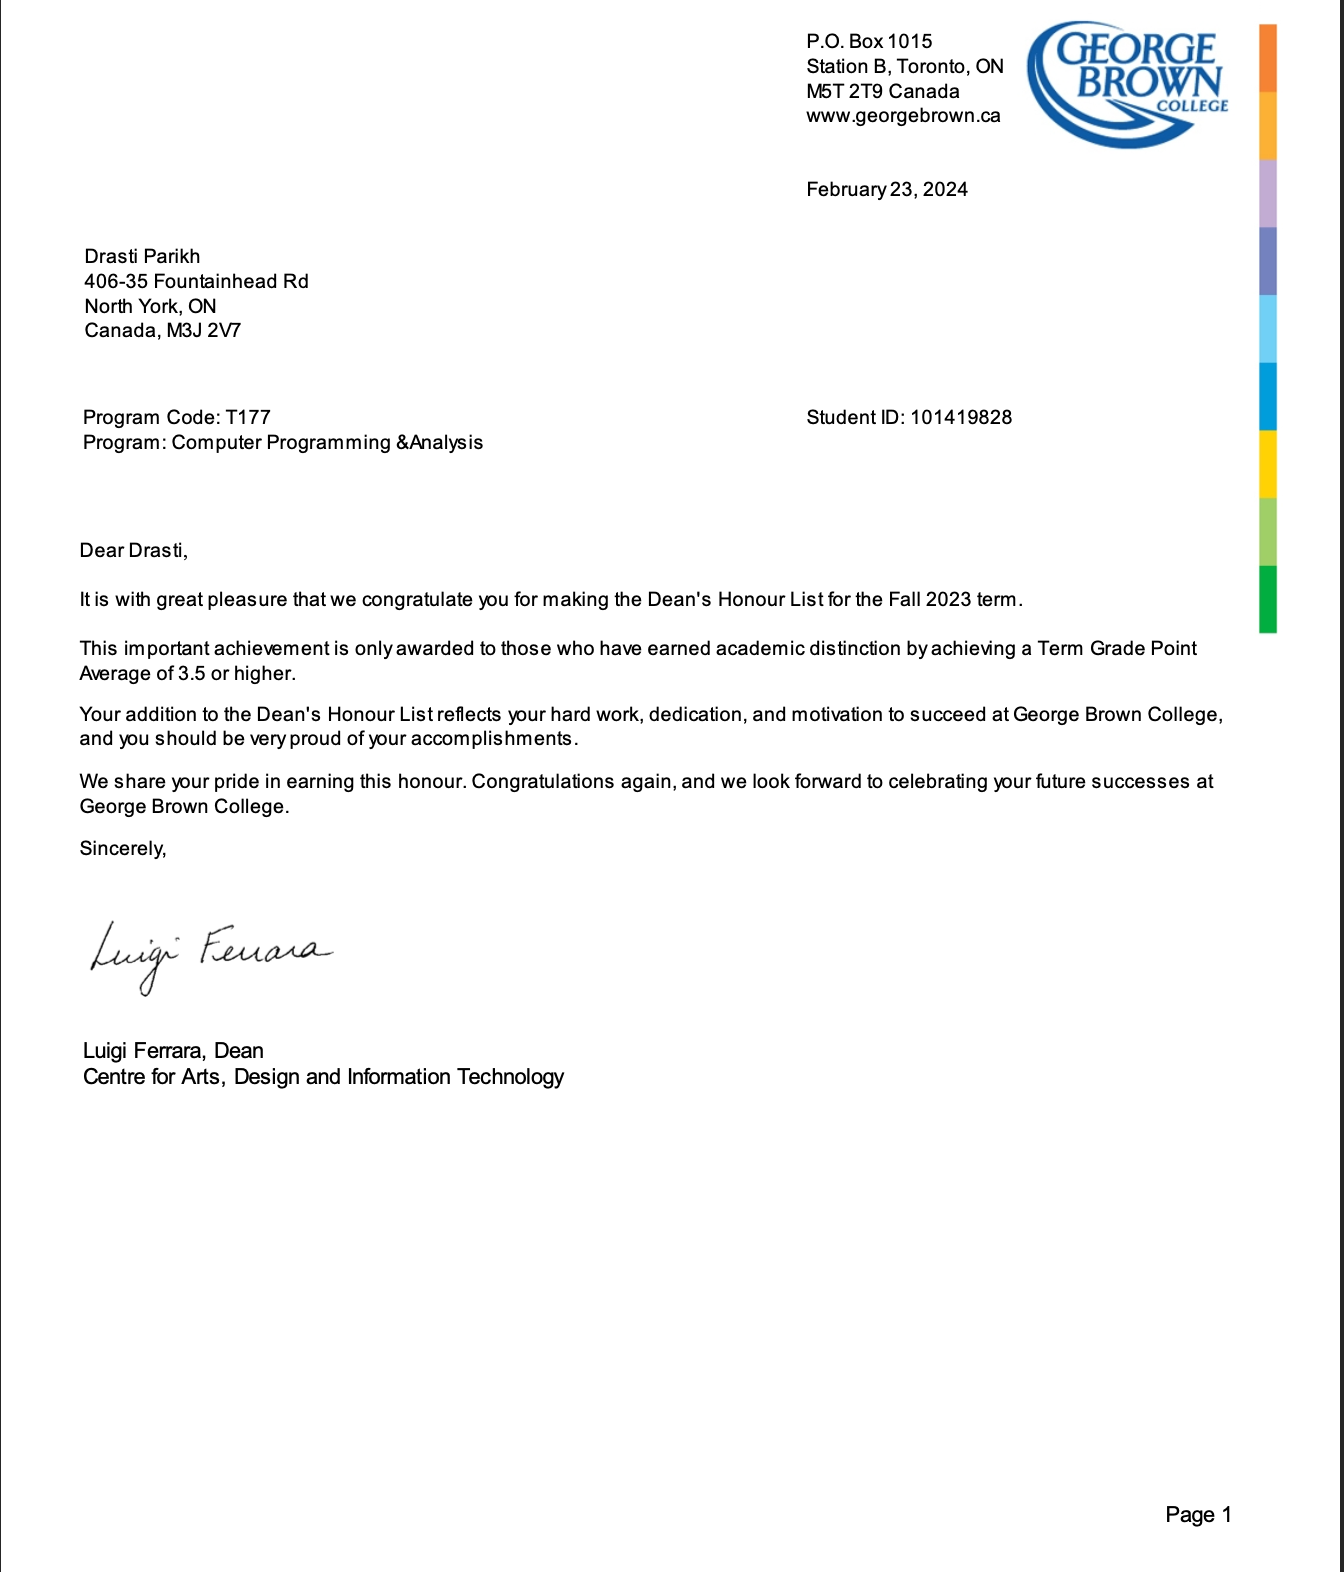 P.O. Box 1015
Station B, Toronto, ON
M5T 2T9 Canada
www.georgebrown.ca
GEORGE
BROWN
COLLEGE
February 23, 2024
Drasti Parikh
406-35 Fountainhead Rd
North York, ON
Canada, M3J 2V7
Program Code: T177
Student ID: 101419828
Program: Computer Programming &Analysis
Dear Drasti,
It is with great pleasure that we congratulate you for making the Dean's Honour List for the Fall 2023 term.
This important achievement is only awarded to those who have earned academic distinction by achieving a Term Grade Point
Average of 3.5 or higher.
Your addition to the Dean's Honour List reflects your hard work, dedication, and motivation to succeed at George Brown College,
and you should be very proud of your accomplishments.
We share your pride in earning this honour. Congratulations again, and we look forward to celebrating your future successes at
George Brown College.
Sincerely,
Luigi Ferrara
Luigi Ferrara, Dean
Centre for Arts, Design and Information Technology
Page 1